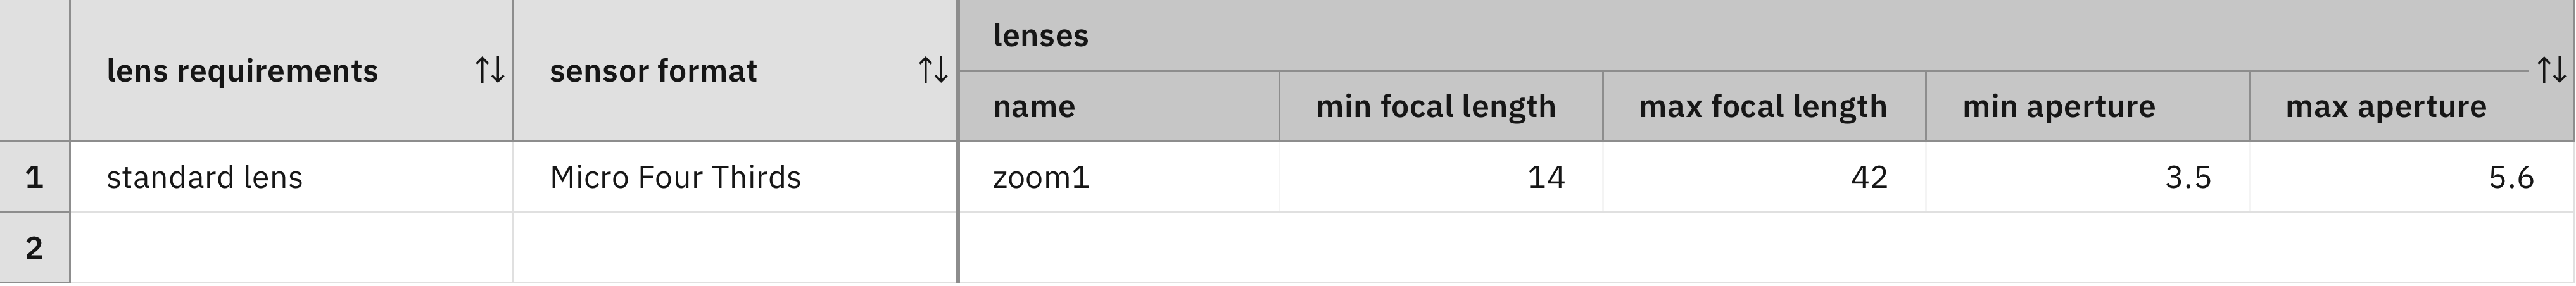 lenses
lens requirements ↑↓ sensor format ↑↓ ↑↓
name min focal length max focal length min aperture max aperture
1 standard lens Micro Four Thirds zoom1 14 42 3.5 5.6
2